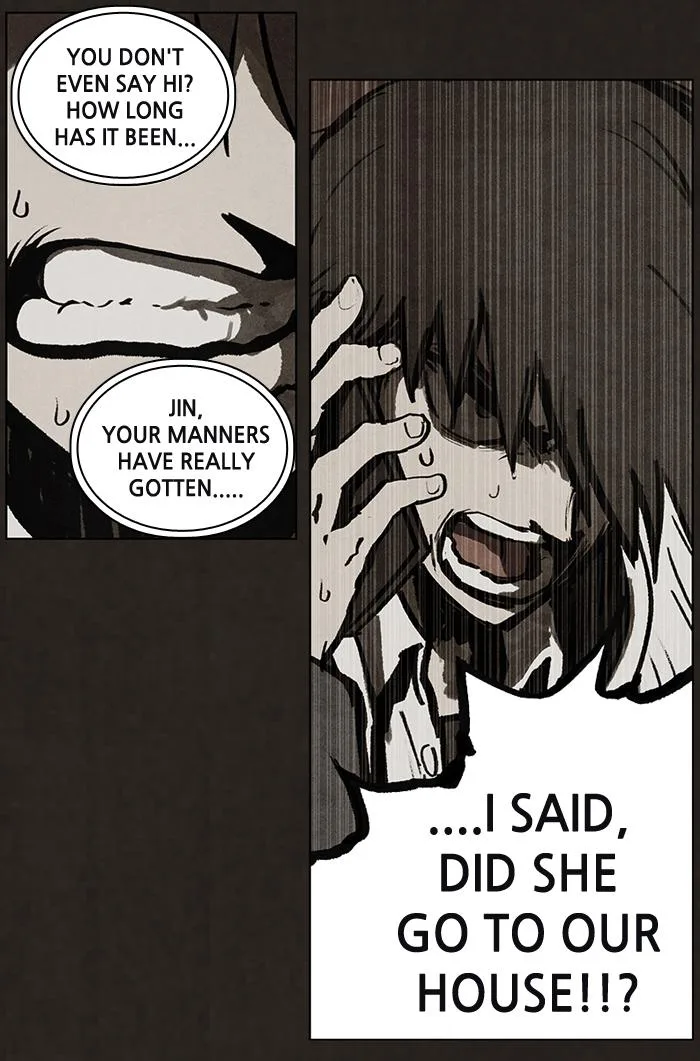 YOU DON'T
EVEN SAY HI?
HOW LONG
HAS IT BEEN...
JIN,
YOUR MANNERS
HAVE REALLY
GOTTEN.....
....I SAID,
DID SHE
GO TO OUR
HOUSE!!?